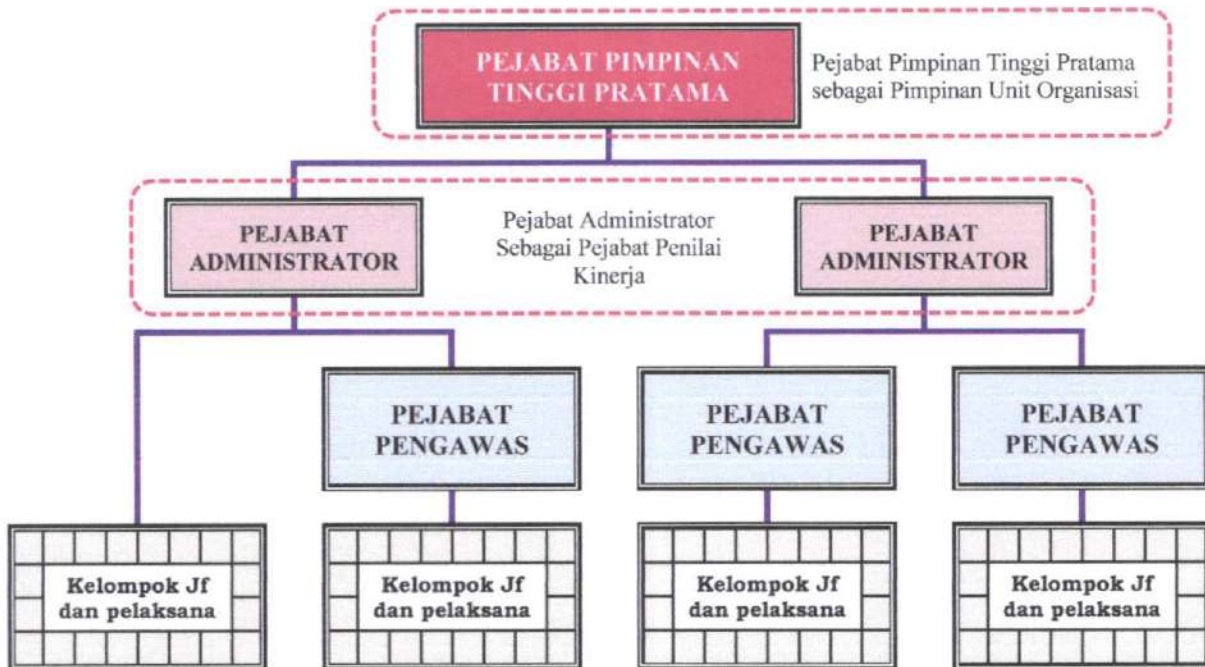 PEJABAT PIMPINAN
TINGGI PRATAMA
Pejabat Pimpinan Tinggi Pratama
sebagai Pimpinan Unit Organisasi
PEJABAT
ADMINISTRATOR
Pejabat Administrator
Sebagai Pejabat Penilai
Kinerja
PEJABAT
ADMINISTRATOR
PEJABAT
PENGAWAS
PEJABAT
PENGAWAS
PEJABAT
PENGAWAS
Kelompok Jf
dan pelaksana
Kelompok Jf
dan pelaksana
Kelompok Jf
dan pelaksana
Kelompok Jf
dan pelaksana